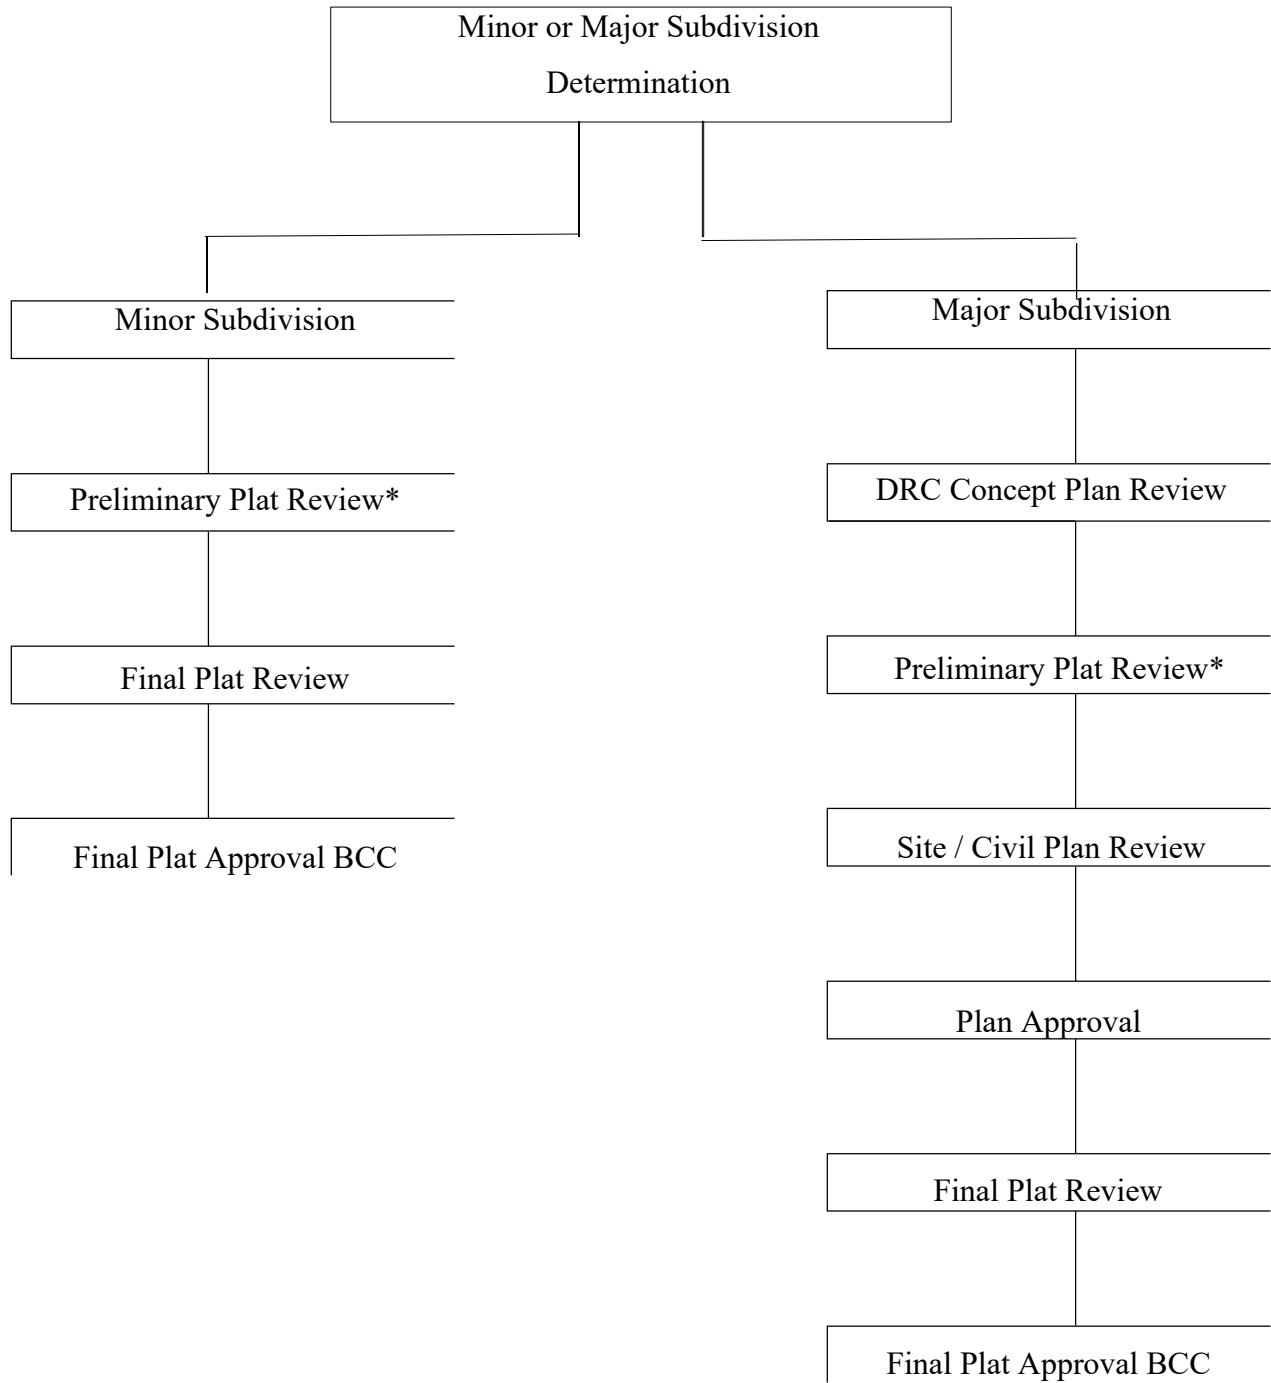 Minor or Major Subdivision
Determination
Minor Subdivision
Preliminary Plat Review*
Final Plat Review
Final Plat Approval BCC
Major Subdivision
DRC Concept Plan Review
Preliminary Plat Review*
Site / Civil Plan Review
Plan Approval
Final Plat Review
Final Plat Approval BCC